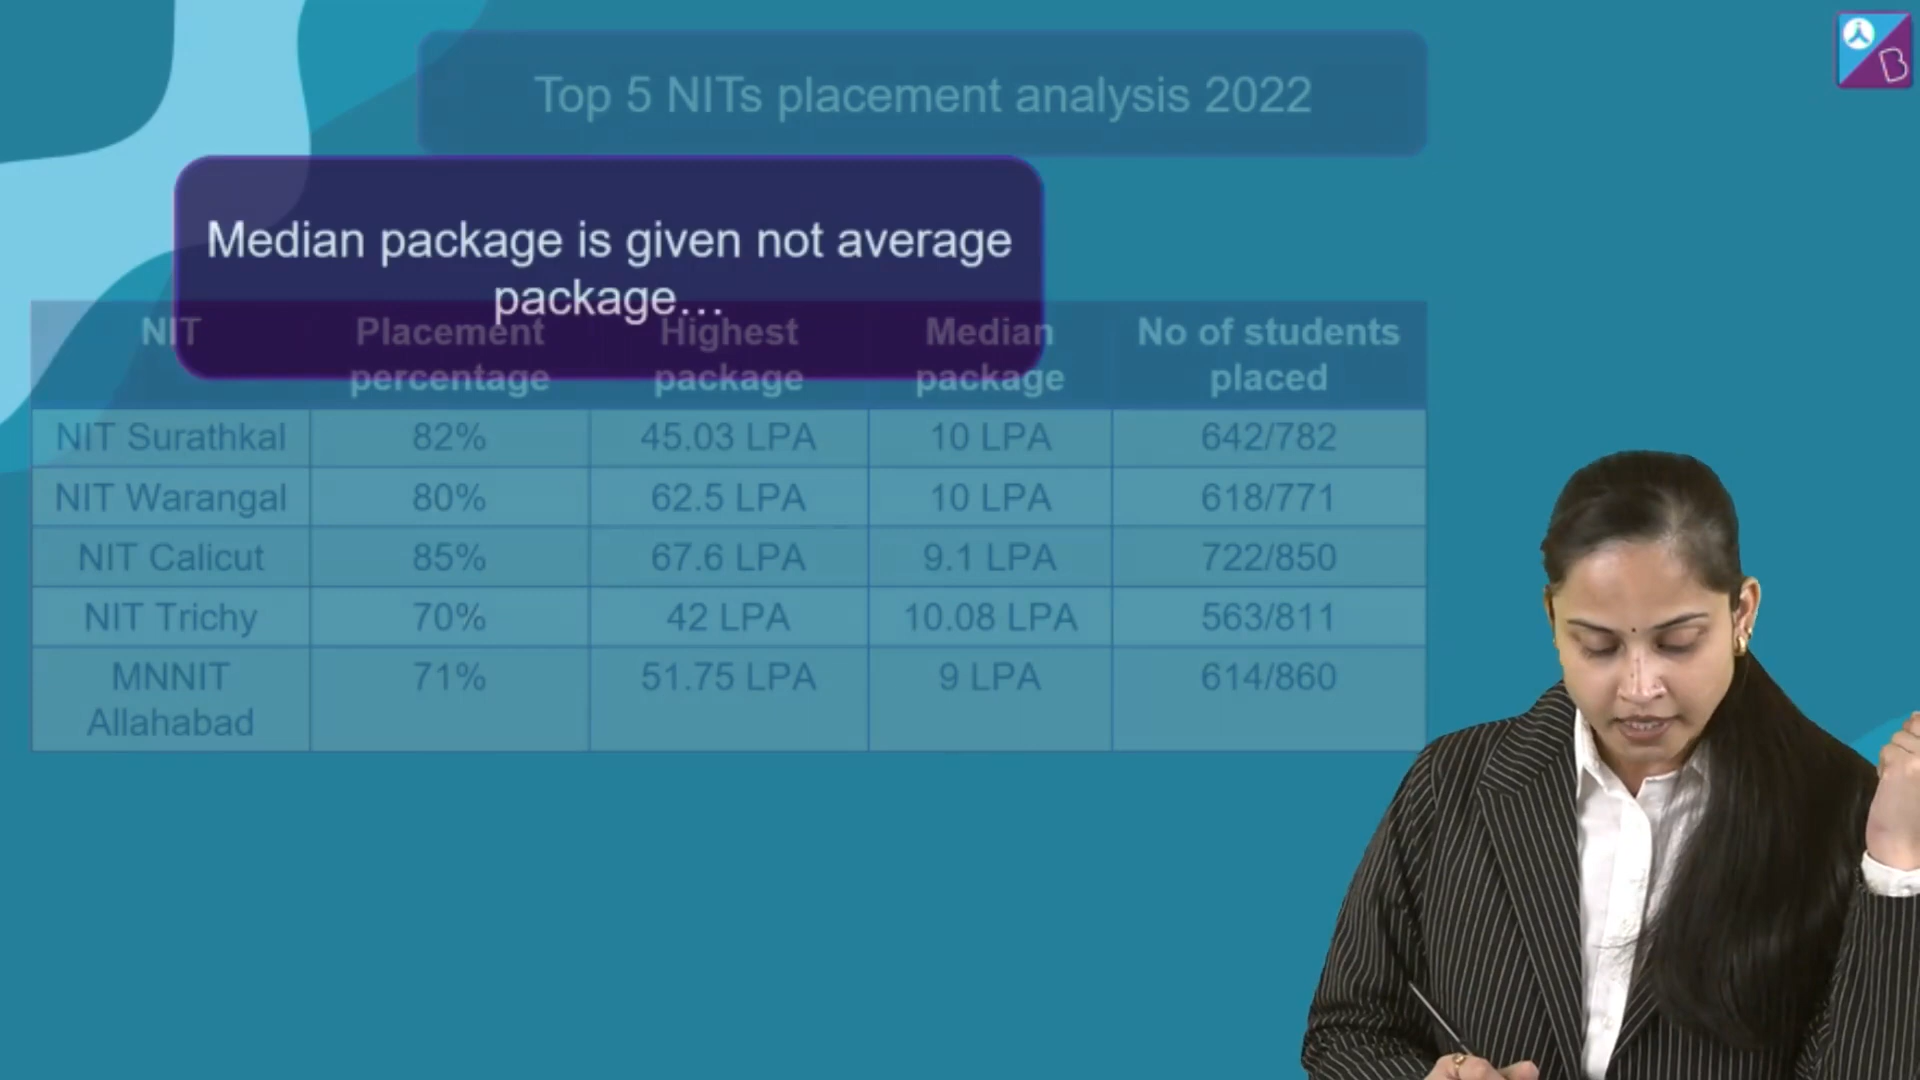 Top 5 NITs placement analysis 2022
Median package is given not average
package...
NIT Placement percentage Highest package Median package No of students placed
NIT Surathkal 82% 45.03 LPA 10 LPA 642/782
NIT Warangal 80% 62.5 LPA 10 LPA 618/771
NIT Calicut 85% 67.6 LPA 9.1 LPA 722/850
NIT Trichy 70% 42 LPA 10.08 LPA 563/811
MNNIT Allahabad 71% 51.75 LPA 9 LPA 614/860
B